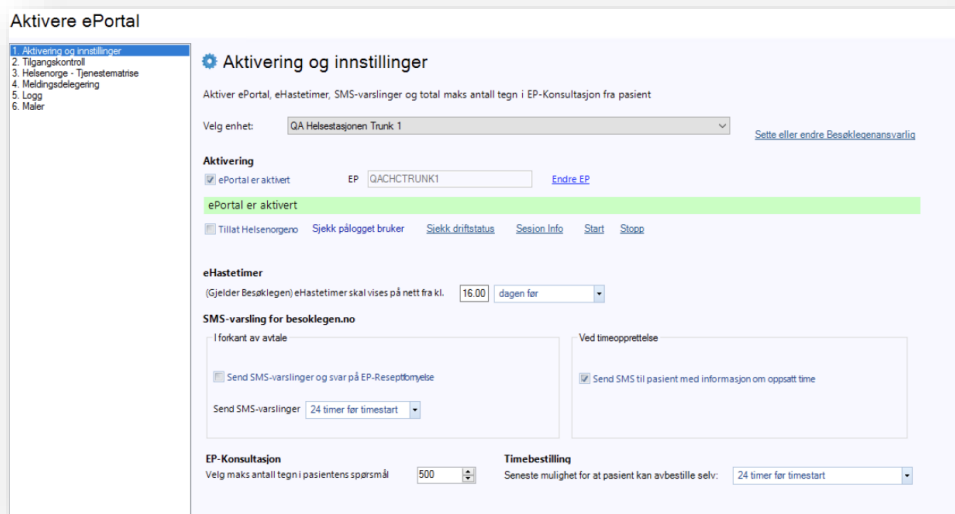 Aktivere ePortal
1. Aktivering og innstillinger
2. Tilgangskontroll
3. Helsenorge - Tjenestematrise
4. Meldingsdelegering
5. Logg
6. Maler
Aktivering og innstillinger
Aktiver ePortal, eHastetimer, SMS-varslinger og total maks antall tegn i EP-Konsultasjon fra pasient
Velg enhet: QA Helsestasjonen Trunk 1
Sette eller endre Besøklegenansvarlig
Aktivering
ePortal er aktivert EP QACHCTRUNK1 Endre EP
ePortal er aktivert
Tillat Helsenorgeno Sjekk pålogget bruker Sjekk driftstatus Sesjon Info Start Stopp
eHastetimer
(Gjelder Besøklegen) eHastetimer skal vises på nett fra kl. 16.00 dagen før
SMS-varsling for besoklegen.no
I forkant av avtale
Send SMS-varslinger og svar på EP-Reseptfornyelse
Send SMS-varslinger 24 timer før timestart
Ved timeopprettelse
Send SMS til pasient med informasjon om oppsatt time
EP-Konsultasjon
Velg maks antall tegn i pasientens spørsmål 500
Timebestilling
Seneste mulighet for at pasient kan avbestille selv: 24 timer før timestart